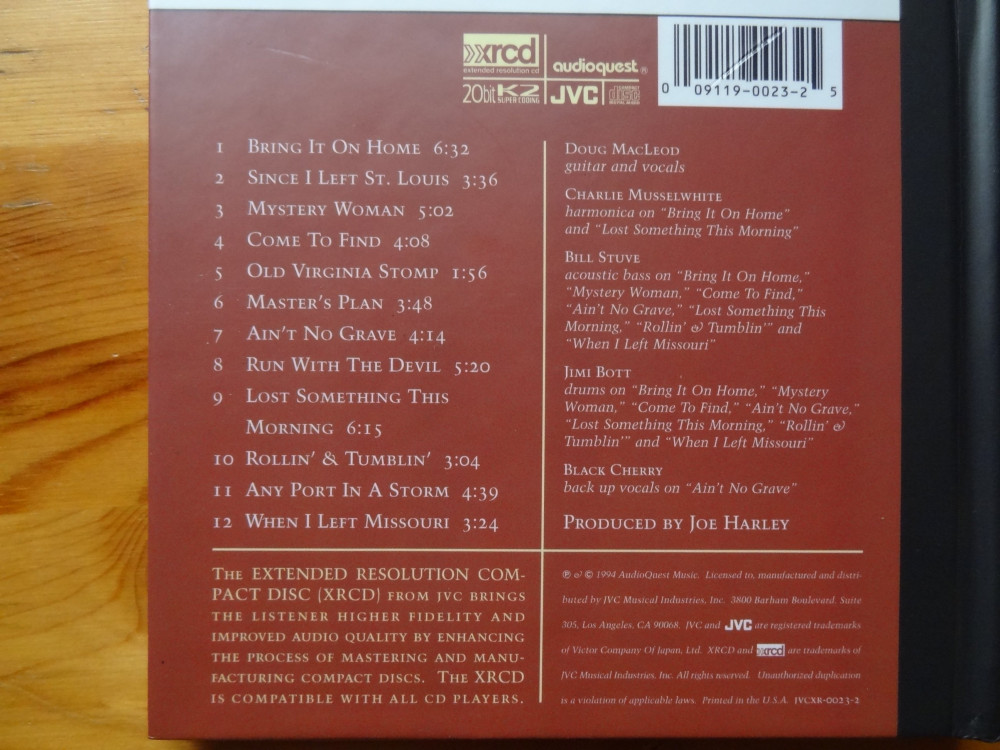 xrcd
extended resolution cd
audioquest®
20bit K2
SUPER CODING
JVC
COMPACT
disc
DIGITAL AUDIO
0 09119-0023-2 5
1 BRING IT ON HOME 6:32
2 SINCE I LEFT ST. LOUIS 3:36
3 MYSTERY WOMAN 5:02
4 COME TO FIND 4:08
5 OLD VIRGINIA STOMP 1:56
6 MASTER'S PLAN 3:48
7 AIN'T NO GRAVE 4:14
8 RUN WITH THE DEVIL 5:20
9 LOST SOMETHING THIS
MORNING 6:15
10 ROLLIN' & TUMBLIN' 3:04
11 ANY PORT IN A STORM 4:39
12 WHEN I LEFT MISSOURI 3:24
DOUG MACLEOD
guitar and vocals
CHARLIE MUSSELWHITE
harmonica on "Bring It On Home"
and "Lost Something This Morning"
BILL STUVE
acoustic bass on "Bring It On Home,"
"Mystery Woman," "Come To Find,"
"Ain't No Grave," "Lost Something This
Morning," "Rollin' & Tumblin'" and
"When I Left Missouri"
JIMI BOTT
drums on "Bring It On Home," "Mystery
Woman," "Come To Find," "Ain't No Grave,"
"Lost Something This Morning," "Rollin' &
Tumblin'" and "When I Left Missouri"
BLACK CHERRY
back up vocals on "Ain't No Grave"
PRODUCED BY JOE HARLEY
THE EXTENDED RESOLUTION COM-
PACT DISC (XRCD) FROM JVC BRINGS
THE LISTENER HIGHER FIDELITY AND
IMPROVED AUDIO QUALITY BY ENHANCING
THE PROCESS OF MASTERING AND MANU-
FACTURING COMPACT DISCS. THE XRCD
IS COMPATIBLE WITH ALL CD PLAYERS.
℗ & © 1994 AudioQuest Music. Licensed to, manufactured and distri-
buted by JVC Musical Industries, Inc. 3800 Barham Boulevard. Suite
305, Los Angeles, CA 90068. JVC and JVC are registered trademarks
of Victor Company Of Japan, Ltd. XRCD and xrcd are trademarks of
JVC Musical Industries, Inc. All rights reserved. Unauthorized duplication
is a violation of applicable laws. Printed in the U.S.A. JVCXR-0023-2